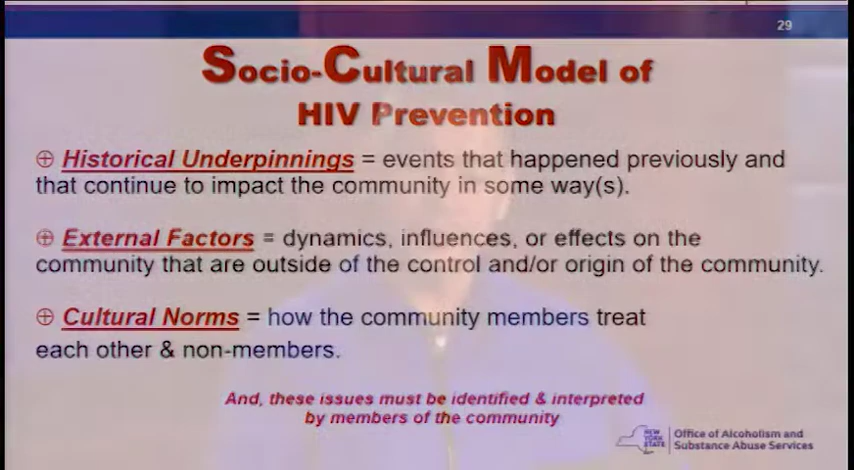 29
Socio-Cultural Model of
HIV Prevention
⊕ Historical Underpinnings = events that happened previously and
that continue to impact the community in some way(s).
⊕ External Factors = dynamics, influences, or effects on the
community that are outside of the control and/or origin of the community.
⊕ Cultural Norms = how the community members treat
each other & non-members.
And, these issues must be identified & interpreted
by members of the community
NEW
YORK
STATE
Office of Alcoholism and
Substance Abuse Services